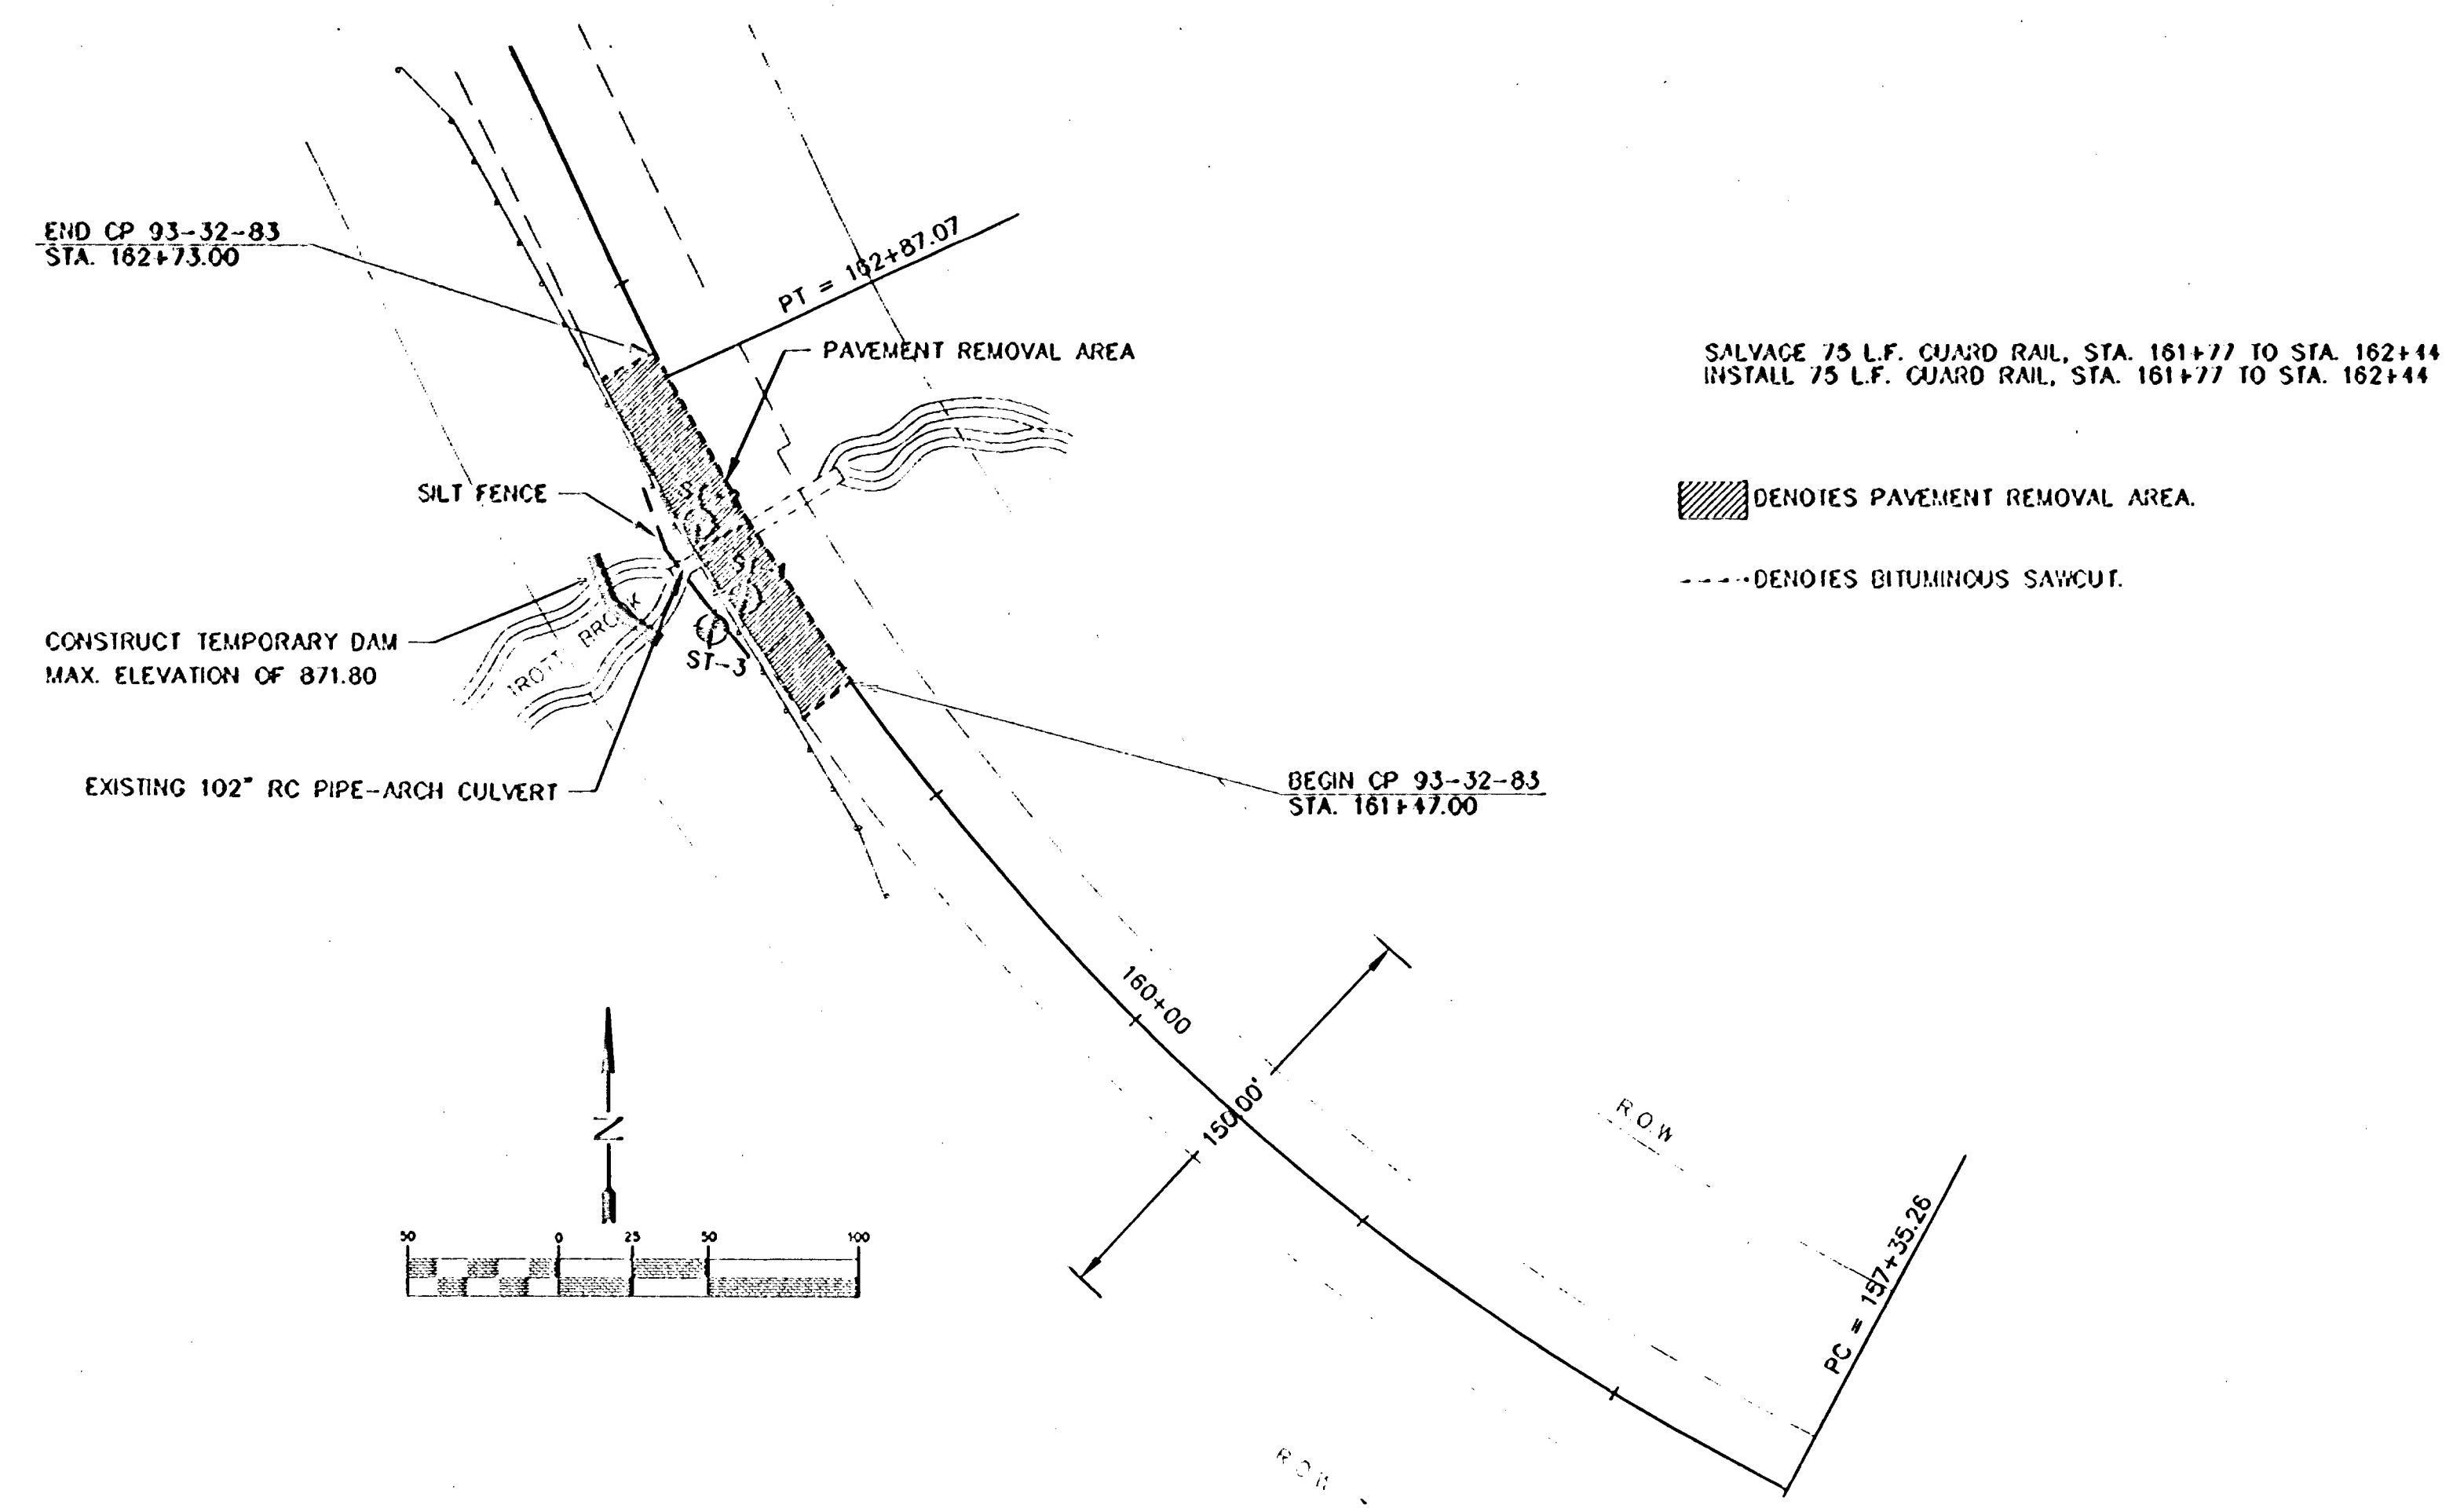 END CP 93-32-83
STA. 162+73.00
PT = 162+87.07
PAVEMENT REMOVAL AREA
SALVAGE 75 L.F. GUARD RAIL, STA. 161+77 TO STA. 162+44
INSTALL 75 L.F. GUARD RAIL, STA. 161+77 TO STA. 162+44
SILT FENCE
DENOTES PAVEMENT REMOVAL AREA.
DENOTES BITUMINOUS SAWCUT.
CONSTRUCT TEMPORARY DAM
MAX. ELEVATION OF 871.80
BROOK
ST-3
EXISTING 102" RC PIPE-ARCH CULVERT
BEGIN CP 93-32-83
STA. 161+47.00
160+00
150.00'
N
R.O.W
PC = 157+35.26
50 0 25 50 100
R.O.W